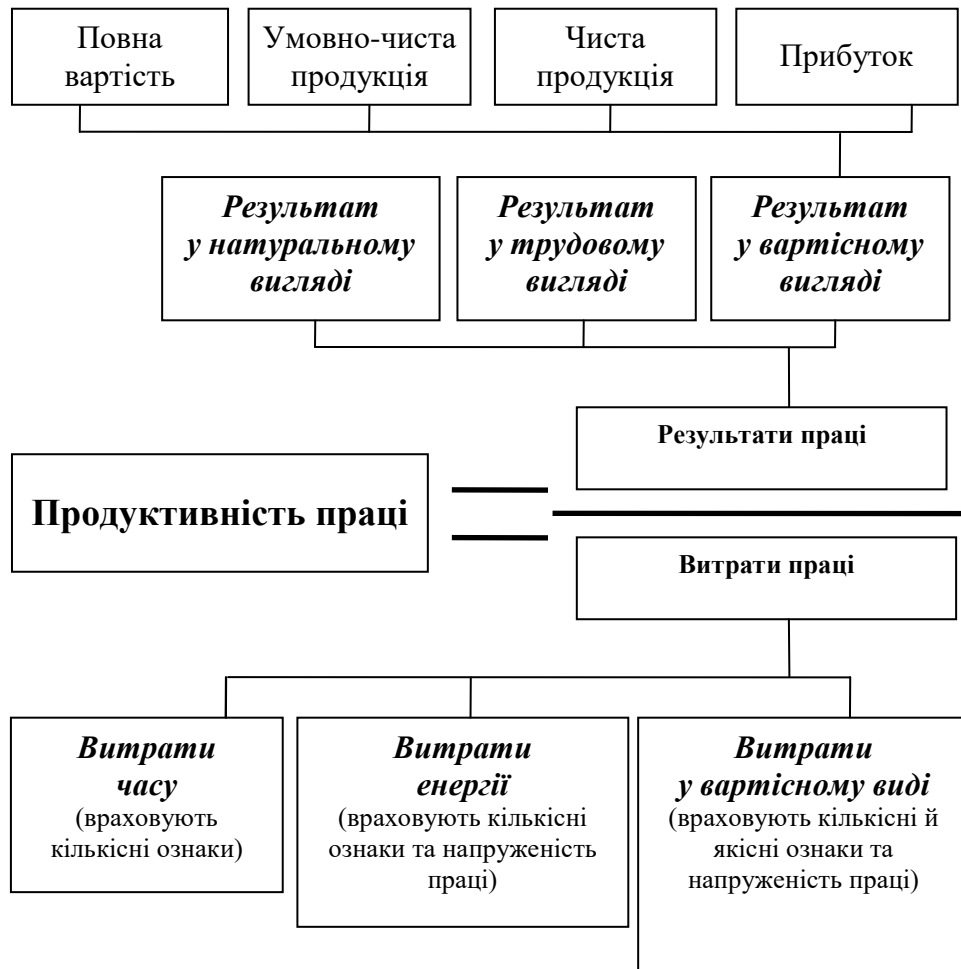 Повна
вартість
Умовно-чиста
продукція
Чиста
продукція
Прибуток
Результат
у натуральному
вигляді
Результат
у трудовому
вигляді
Результат
у вартісному
вигляді
Результати праці
Продуктивність праці
Витрати праці
Витрати
часу
(враховують
кількісні ознаки)
Витрати
енергії
(враховують кількісні
ознаки та напруженість
праці)
Витрати
у вартісному виді
(враховують кількісні й
якісні ознаки та
напруженість праці)